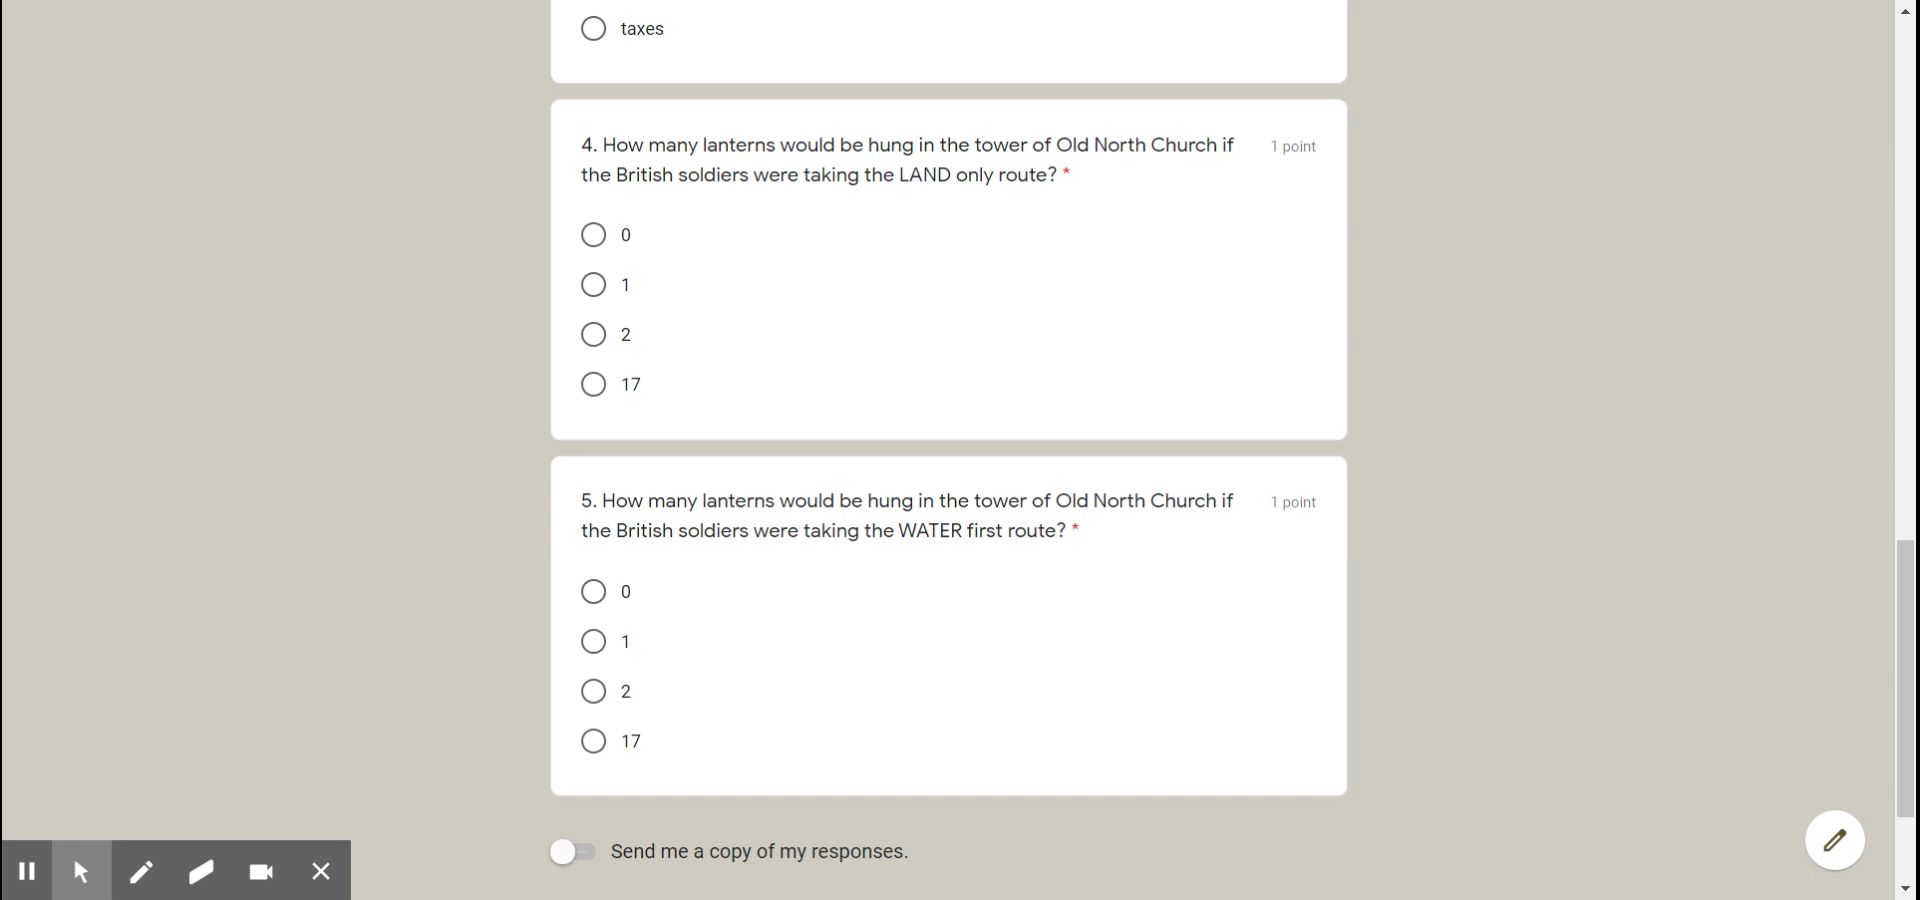 taxes
4. How many lanterns would be hung in the tower of Old North Church if
1 point
the British soldiers were taking the LAND only route? *
0
1
2
17
5. How many lanterns would be hung in the tower of Old North Church if
1 point
the British soldiers were taking the WATER first route? *
0
1
2
17
Send me a copy of my responses.